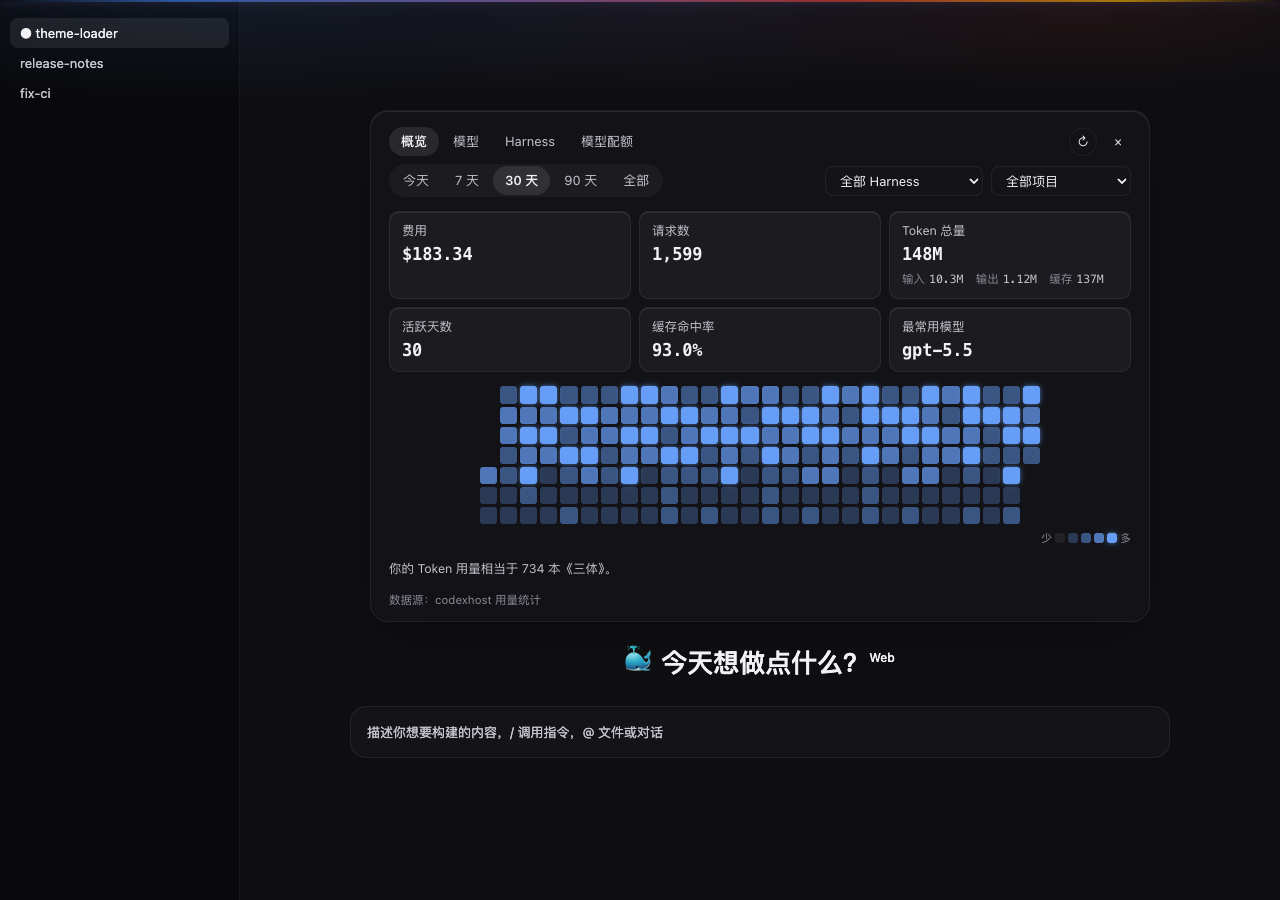 theme-loader
release-notes
fix-ci
概览 模型 Harness 模型配额 ×
今天 7 天 30 天 90 天 全部 全部 Harness 全部项目
费用 请求数 Token 总量
$183.34 1,599 148M
输入 10.3M 输出 1.12M 缓存 137M
活跃天数 缓存命中率 最常用模型
30 93.0% gpt-5.5
少 多
你的 Token 用量相当于 734 本《三体》。
数据源：codexhost 用量统计
今天想做点什么? Web
描述你想要构建的内容，/ 调用指令，@ 文件或对话